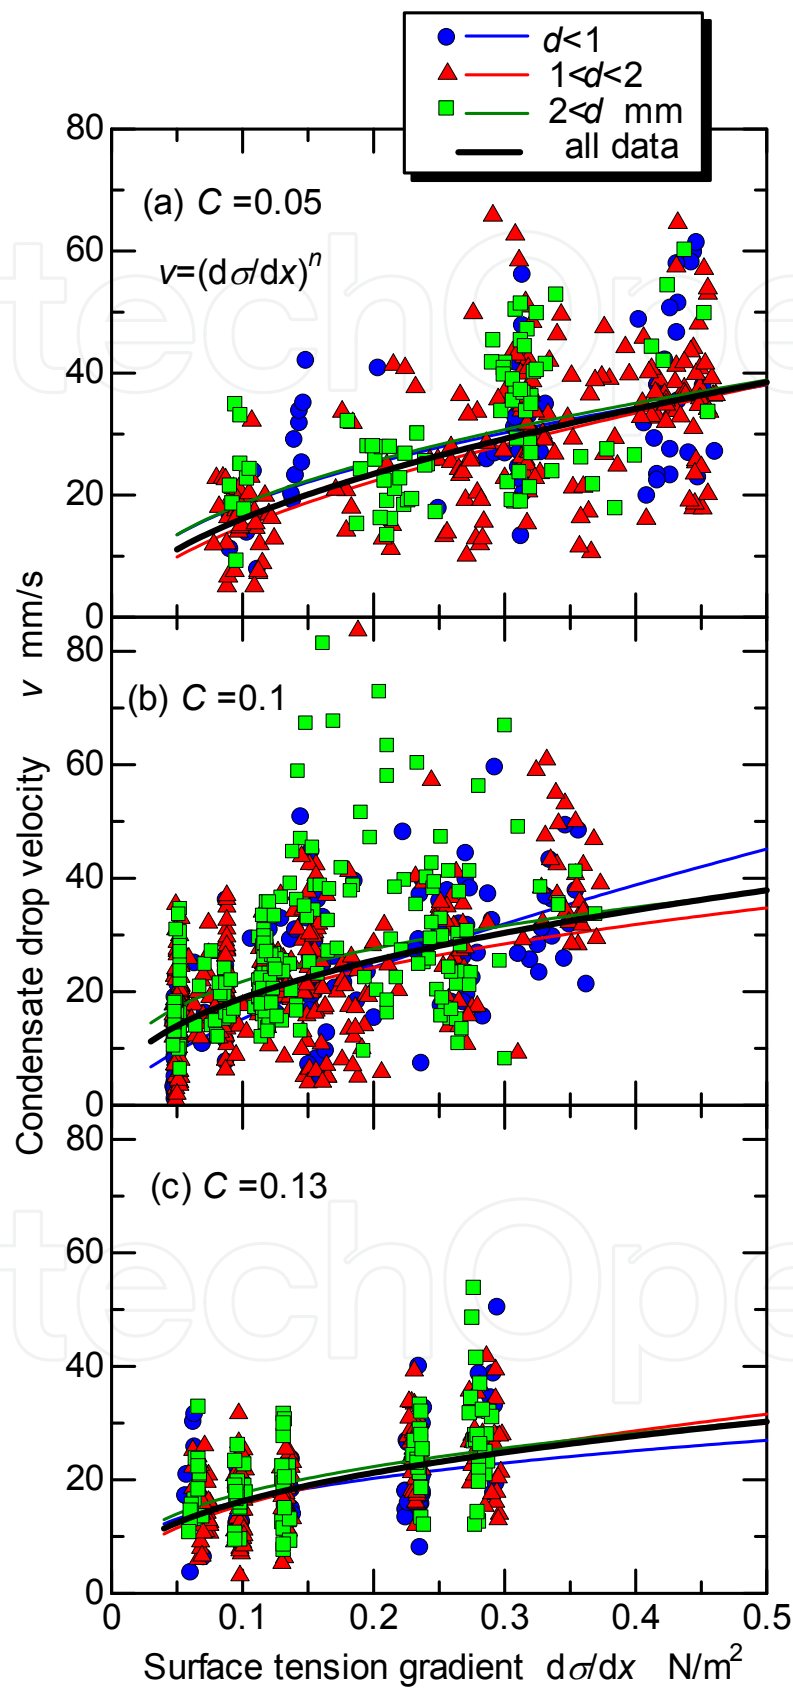 d<1
1<d<2
2<d mm
all data
80
(a) C =0.05
60
v=(dσ/dx)^n
40
20
0
80
(b) C =0.1
60
40
20
0
80
(c) C =0.13
60
40
20
0
0 0.1 0.2 0.3 0.4 0.5
Surface tension gradient dσ/dx N/m²
Condensate drop velocity v mm/s
techOpe
techOpe